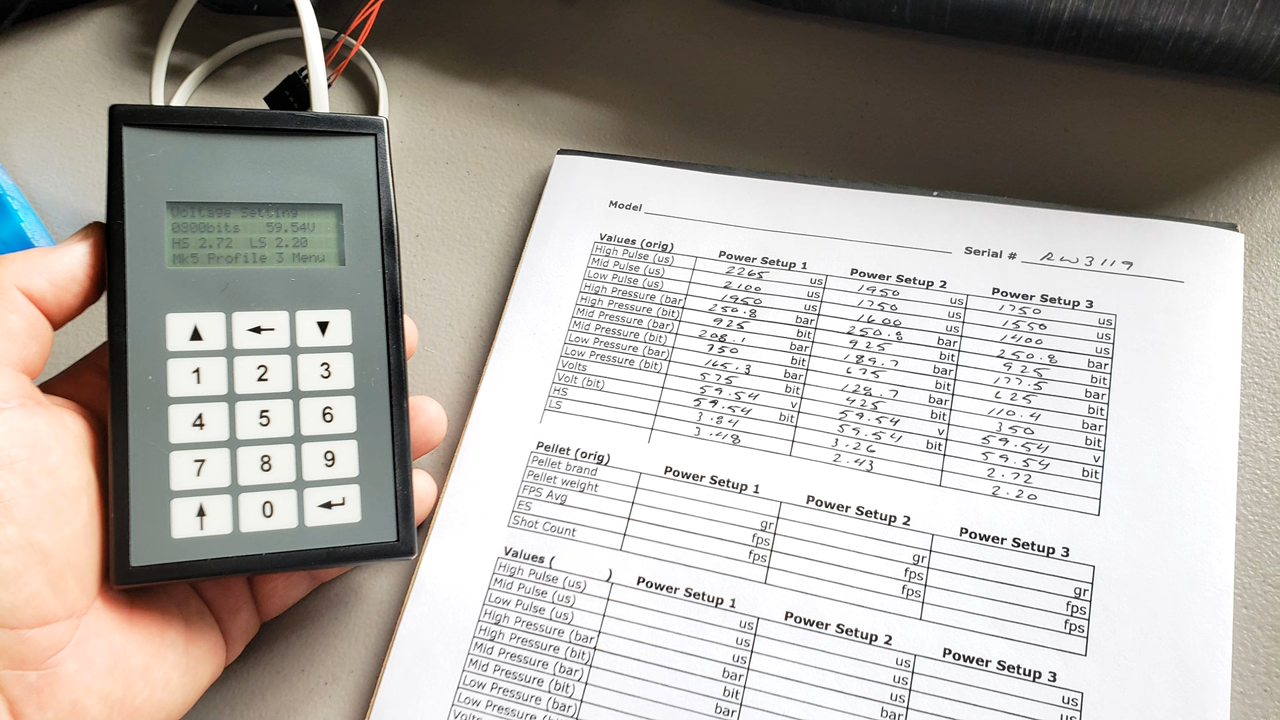 Voltage Setting
0800bits 59.54V
HS 2.72 LS 2.20
Mk5 Profile 3 Menu
▲ ← ▼
1 2 3
4 5 6
7 8 9
↑ 0 ↵
Model
Serial # RW3119
Values (orig) Power Setup 1 Power Setup 2 Power Setup 3
High Pulse (us) 2265 us 1950 us 1750 us
Mid Pulse (us) 2100 us 1750 us 1550 us
Low Pulse (us) 1950 us 1600 us 1400 us
High Pressure (bar 250.8 bar 250.8 bar 250.8 bar
High Pressure (bit) 925 bit 925 bit 925 bit
Mid Pressure (bar) 208.1 bar 189.7 bar 177.5 bar
Mid Pressure (bit) 750 bit 675 bit 625 bit
Low Pressure (bar) 165.3 bar 128.7 bar 110.4 bar
Low Pressure (bit) 575 bit 425 bit 350 bit
Volts 59.54 v 59.54 v 59.54 v
Volt (bit) 59.54 bit 59.54 bit 59.54 bit
HS 3.84 3.26 2.72
LS 3.48 2.43 2.20
Pellet (orig) Power Setup 1 Power Setup 2 Power Setup 3
Pellet brand
Pellet weight gr gr gr
FPS Avg fps fps fps
ES fps fps fps
Shot Count
Values ( ) Power Setup 1 Power Setup 2 Power Setup 3
High Pulse (us) us us us
Mid Pulse (us) us us us
Low Pulse (us) us us
High Pressure (bar bar bar
High Pressure (bit) bit
Mid Pressure (bar) bar
Mid Pressure (bit) bit
Low Pressure (bar)